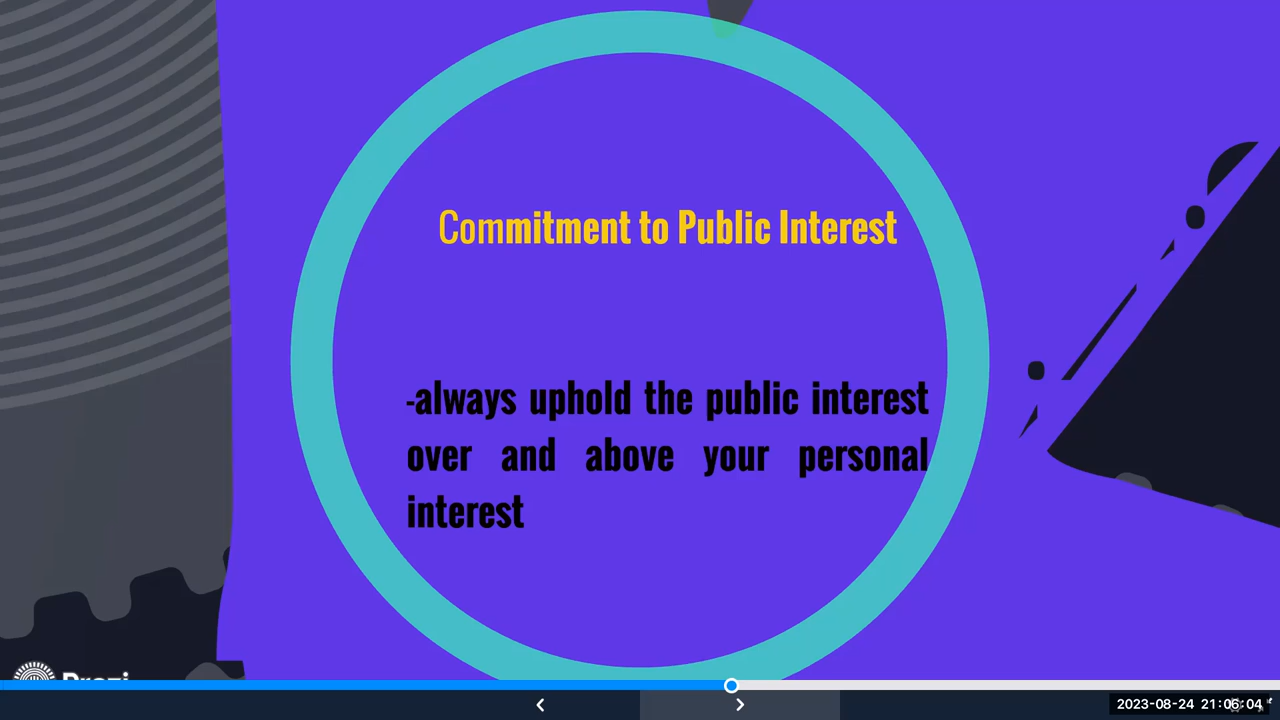 Commitment to Public Interest
-always uphold the public interest
over and above your personal
interest
Prezi
2023-08-24 21:06:04